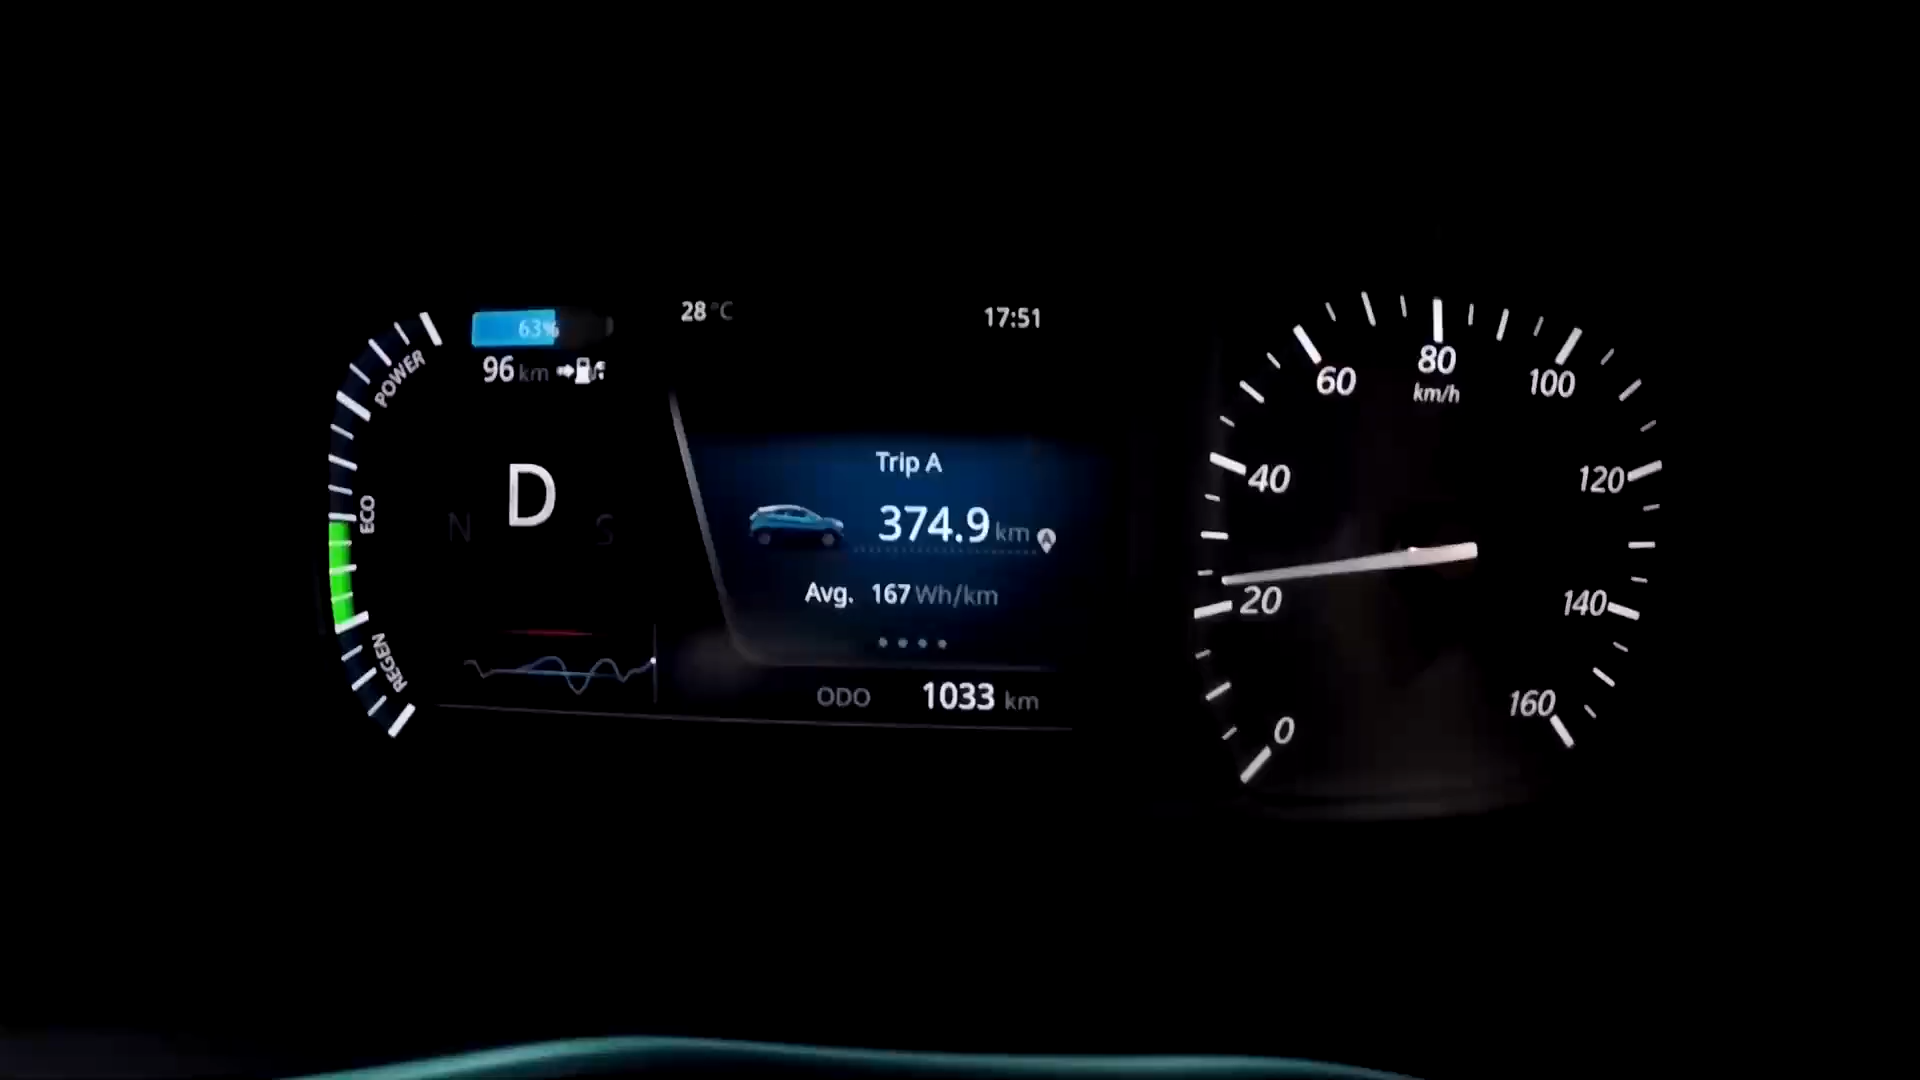 63%
28 °C
17:51
96 km
POWER
ECO
REGEN
N D S
Trip A
374.9 km
A
Avg. 167 Wh/km
ODO 1033 km
0
20
40
60
80
km/h
100
120
140
160